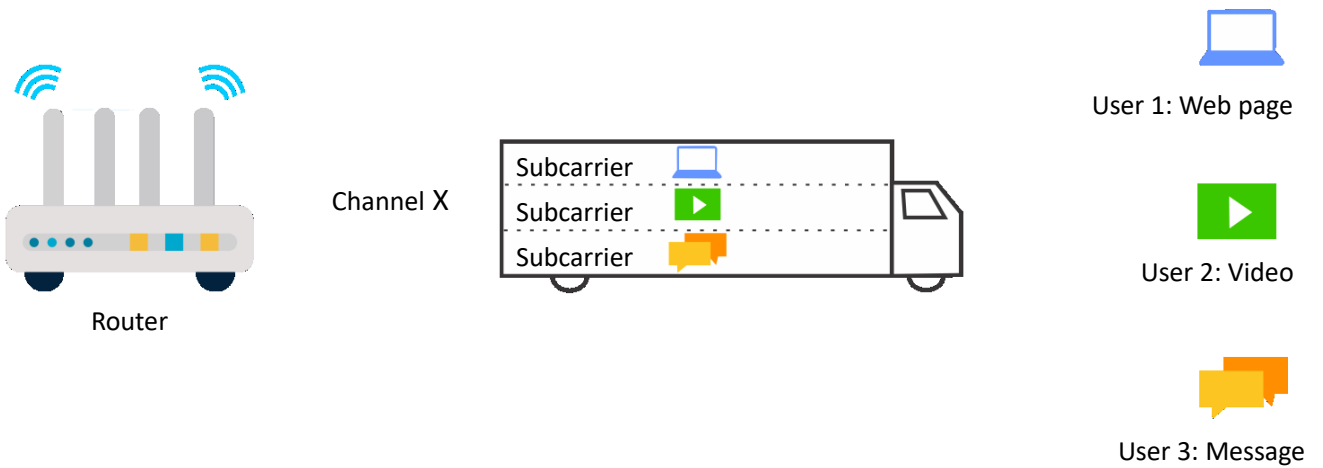 User 1: Web page
Subcarrier
Channel X
Subcarrier
Subcarrier
User 2: Video
Router
User 3: Message